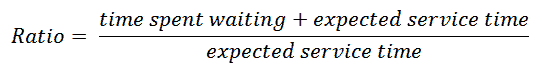 Ratio = time spent waiting + expected service time
expected service time